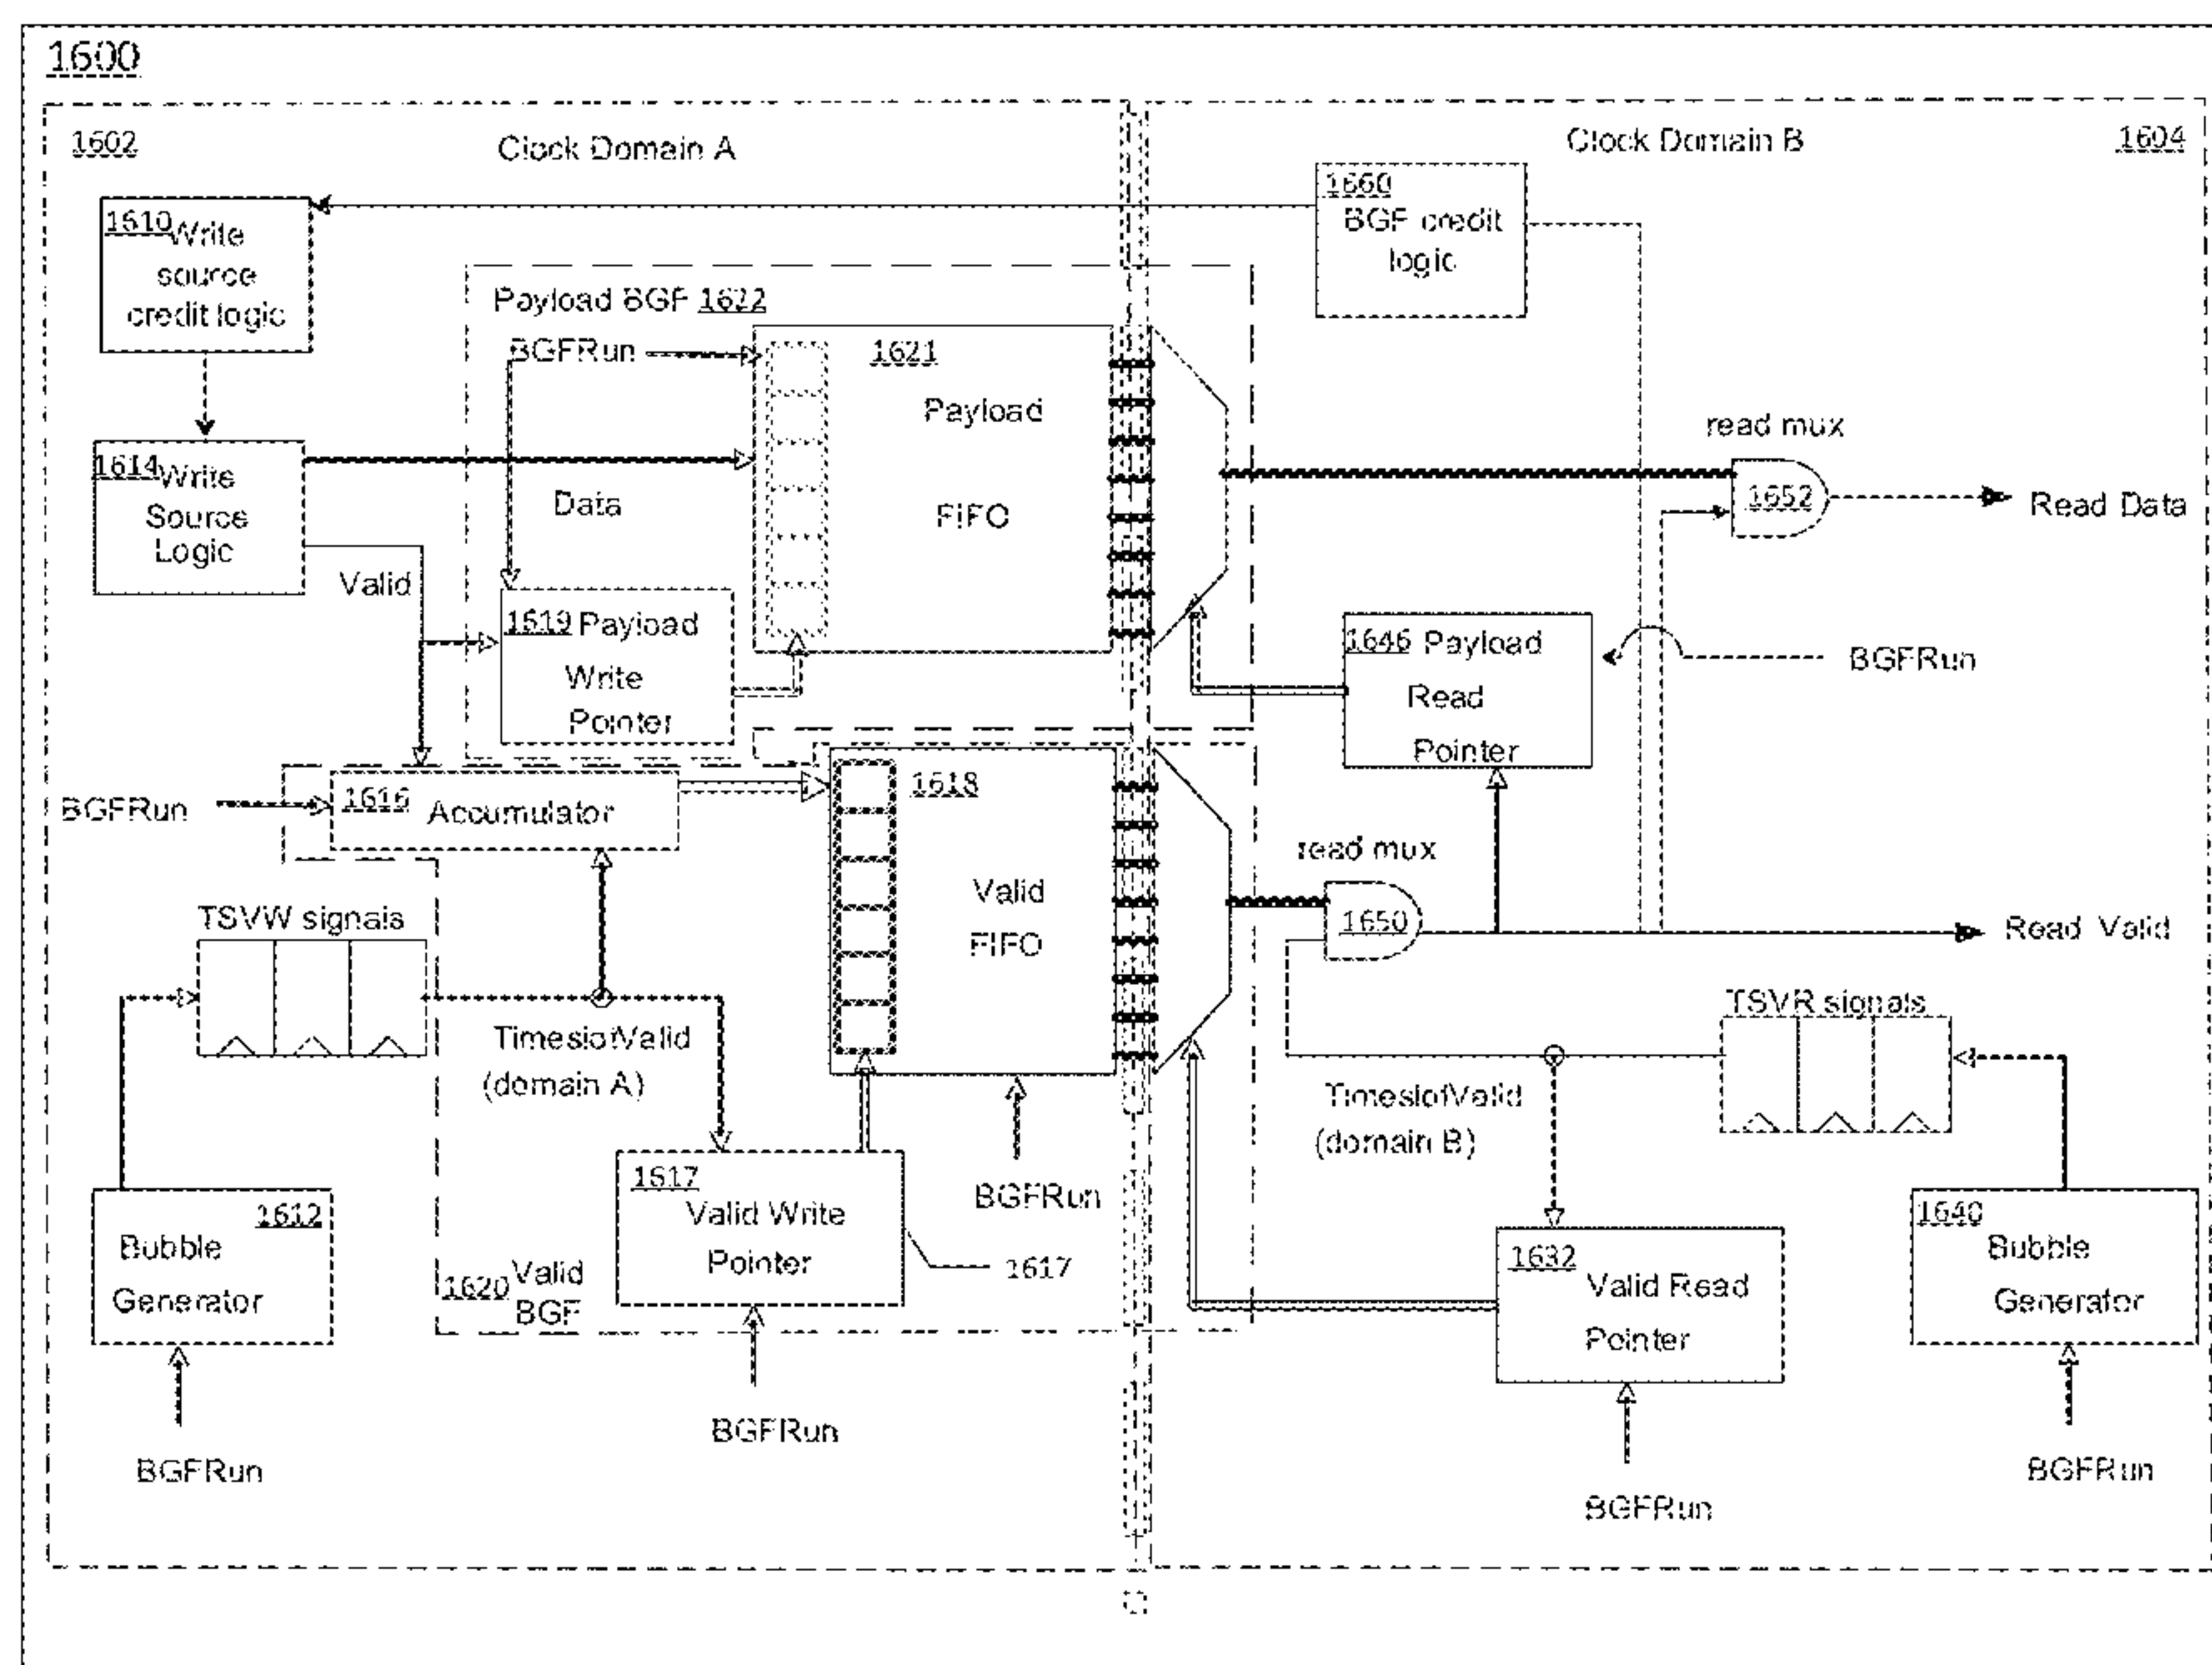 1600
1602
Clock Domain A
Clock Domain B
1604
1610 Write
source
credit logic
1660
BGF credit
logic
Payload BGF 1622
BGFRun
1621
Payload
FIFO
read mux
1614 Write
Source
Logic
Data
1652
Read Data
Valid
1619 Payload
Write
Pointer
1646 Payload
Read
Pointer
BGFRun
BGFRun
1616 Accumulator
1618
Valid
FIFO
read mux
1650
Read Valid
TSVW signals
TSVR signals
TimeslotValid
(domain A)
TimeslotValid
(domain B)
1612
Bubble
Generator
1617
Valid Write
Pointer
BGFRun
1617
1620 Valid
BGF
1632
Valid Read
Pointer
1640
Bubble
Generator
BGFRun
BGFRun
BGFRun
BGFRun